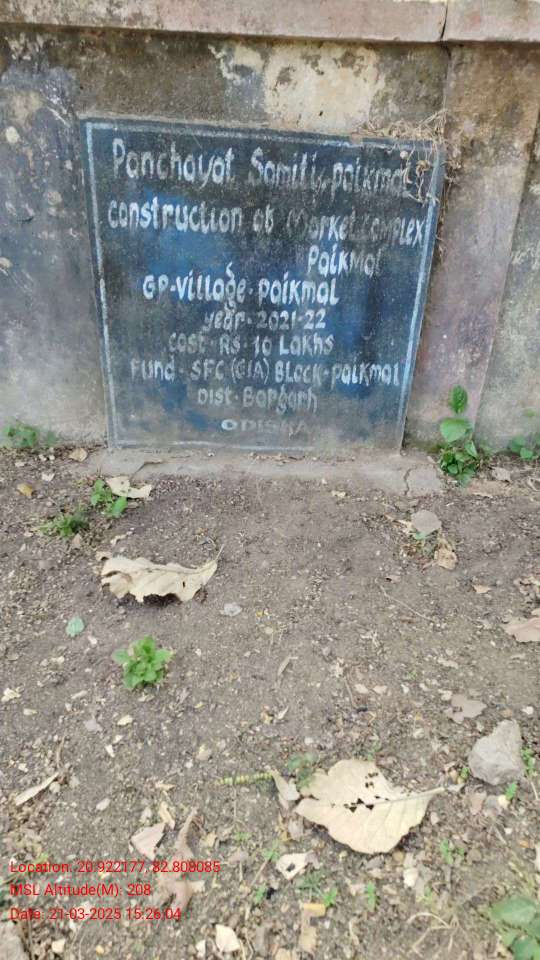 Panchayat Samiti, paikmal
construction ob Market complex
Paikmal
GP-village - paikmal
year - 2021-22
cost - Rs - 10 Lakhs
Fund - SFC (GIA) Block - paikmal
Dist - Bargarh
ODISHA
Location: 20.922177, 82.808085
MSL Altitude(M): 208
Date: 21-03-2025 15:26:04